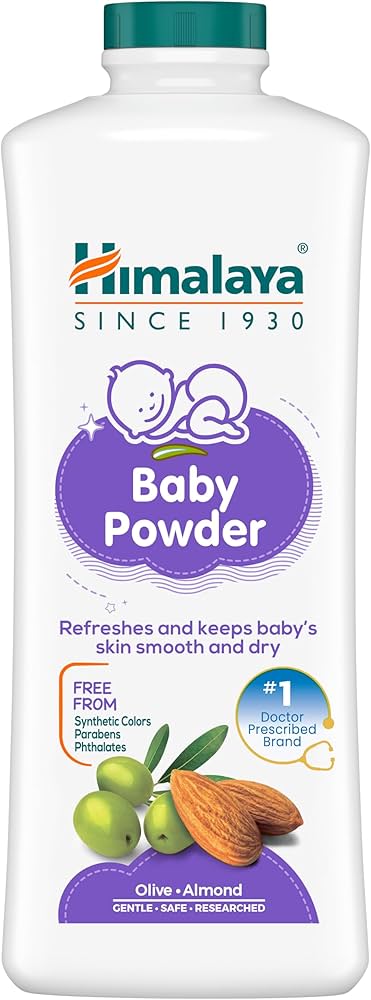 Himalaya®
SINCE 1930
Baby
Powder
Refreshes and keeps baby's
skin smooth and dry
FREE
FROM
Synthetic Colors
Parabens
Phthalates
#1
Doctor
Prescribed
Brand
Olive • Almond
GENTLE • SAFE • RESEARCHED